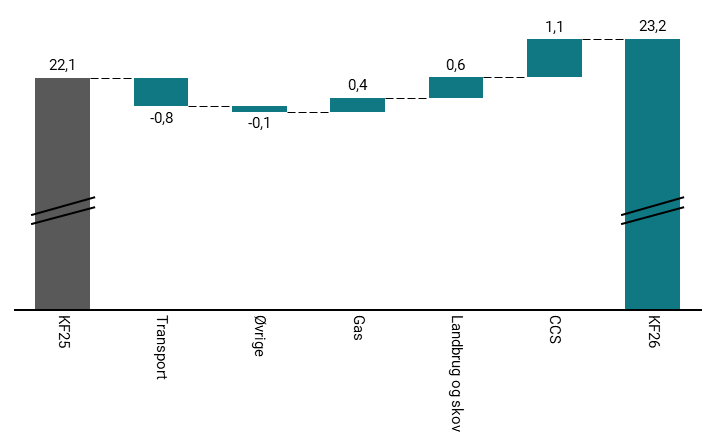 22,1
-0,8
-0,1
0,4
0,6
1,1
23,2
KF25
Transport
Øvrige
Gas
Landbrug og skov
CCS
KF26